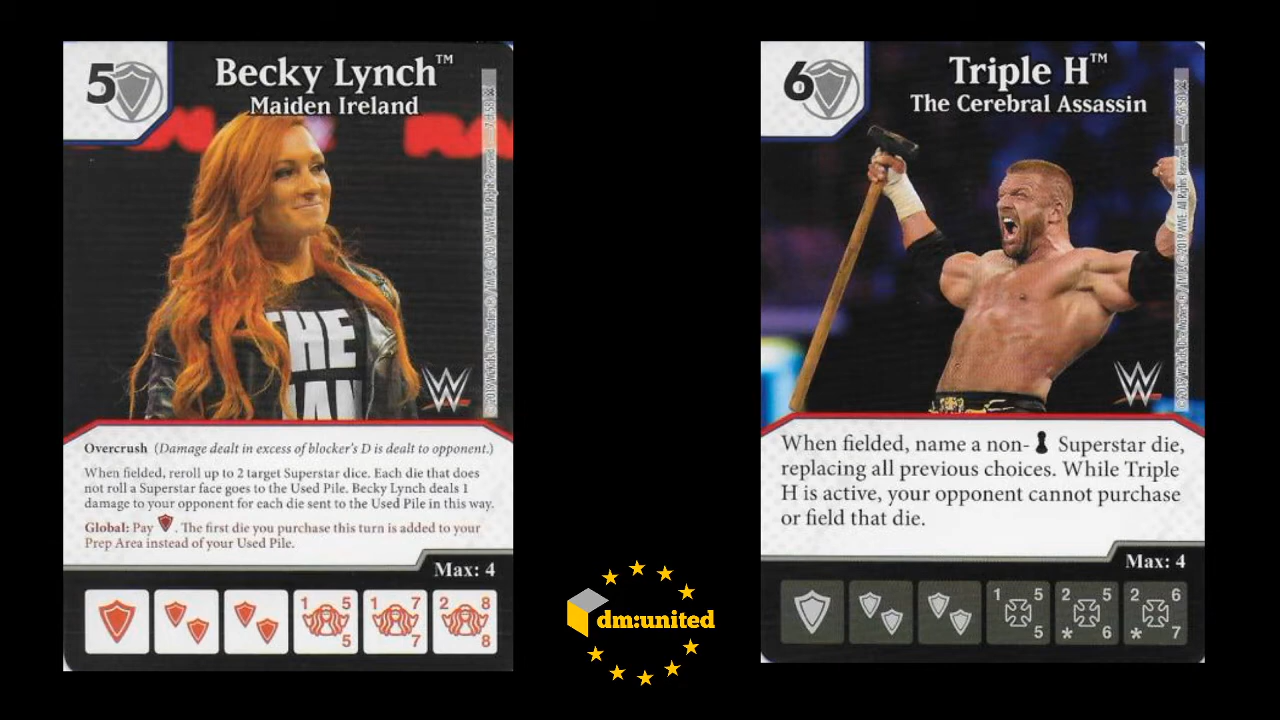 5
Becky Lynch™
Maiden Ireland
THE
MAN
W
Overcrush (Damage dealt in excess of blocker's D is dealt to opponent.)
When fielded, reroll up to 2 target Superstar dice. Each die that does
not roll a Superstar face goes to the Used Pile. Becky Lynch deals 1
damage to your opponent for each die sent to the Used Pile in this way.
Global: Pay . The first die you purchase this turn is added to your
Prep Area instead of your Used Pile.
Max: 4
1 5
5
1 7
7
2 8
8
dm:united
6
Triple H™
The Cerebral Assassin
W
When fielded, name a non- Superstar die,
replacing all previous choices. While Triple
H is active, your opponent cannot purchase
or field that die.
Max: 4
1 5
5
2 5
* 6
2 6
* 7